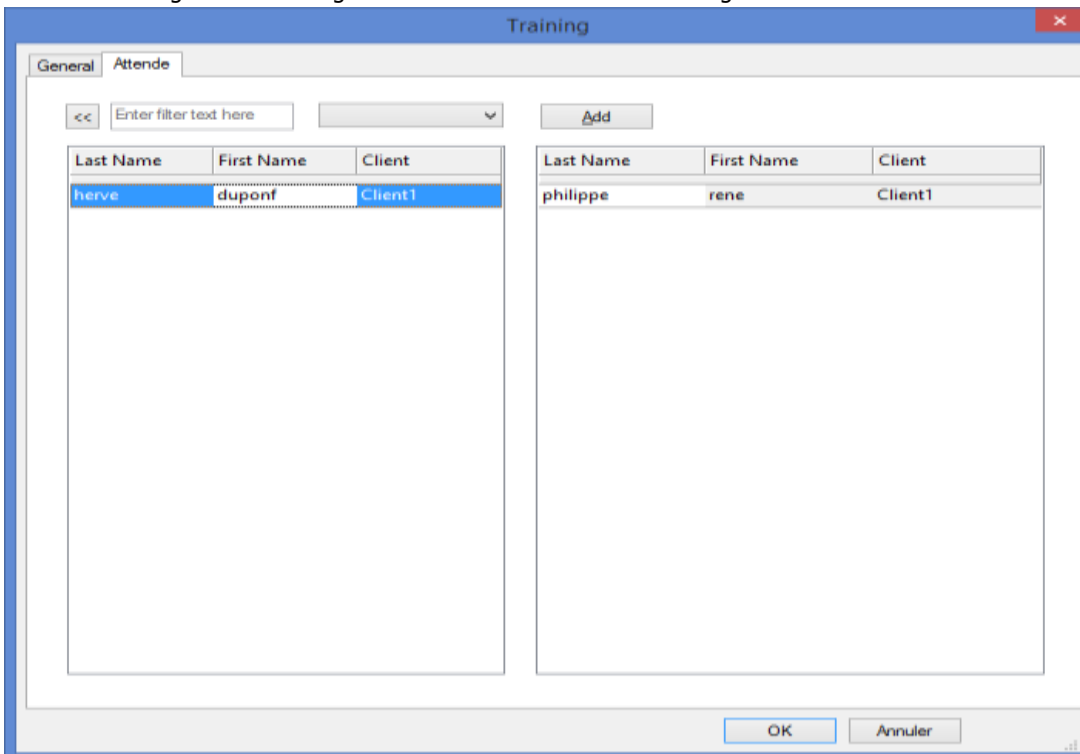 Training
General Attende
<< Enter filter text here Add
Last Name First Name Client Last Name First Name Client
herve duponf Client1 philippe rene Client1
OK Annuler